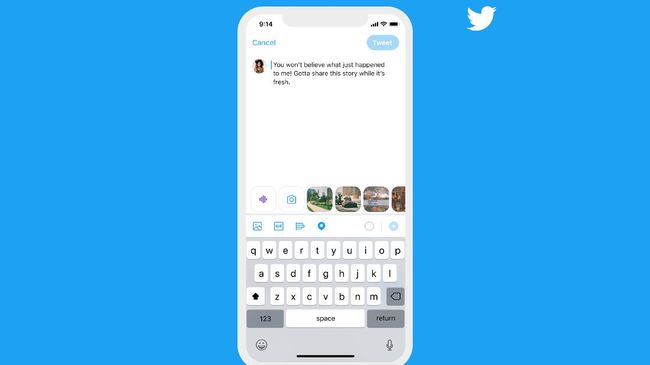 9:14
Cancel
Tweet
You won't believe what just happened
to me! Gotta share this story while it's
fresh.
GIF
q w e r t y u i o p
a s d f g h j k l
z x c v b n m
123 space return